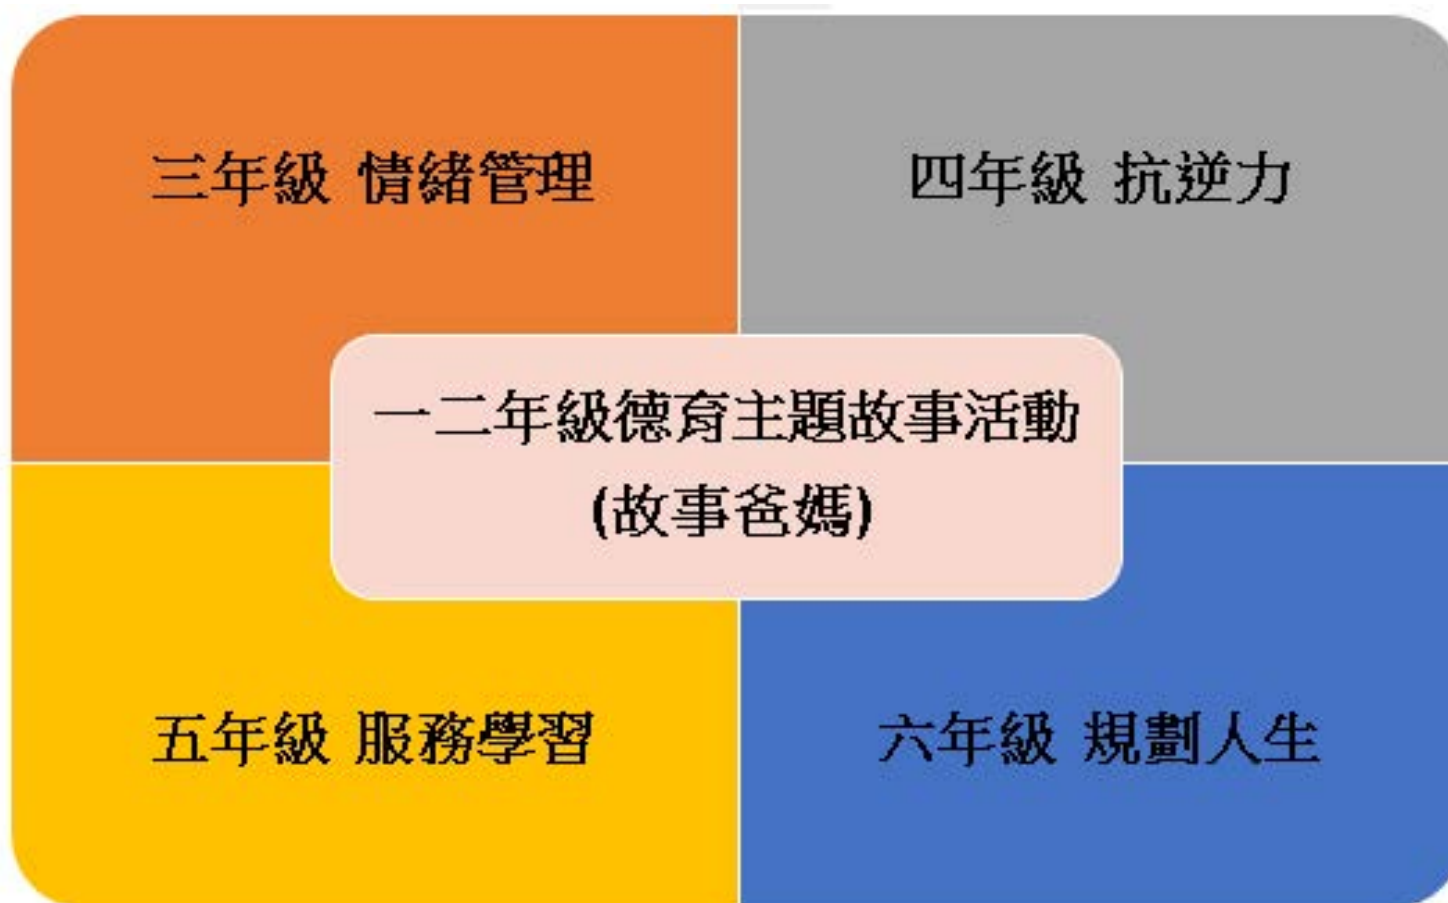 三年級 情緒管理
四年級 抗逆力
一二年級德育主題故事活動
(故事爸媽)
五年級 服務學習
六年級 規劃人生